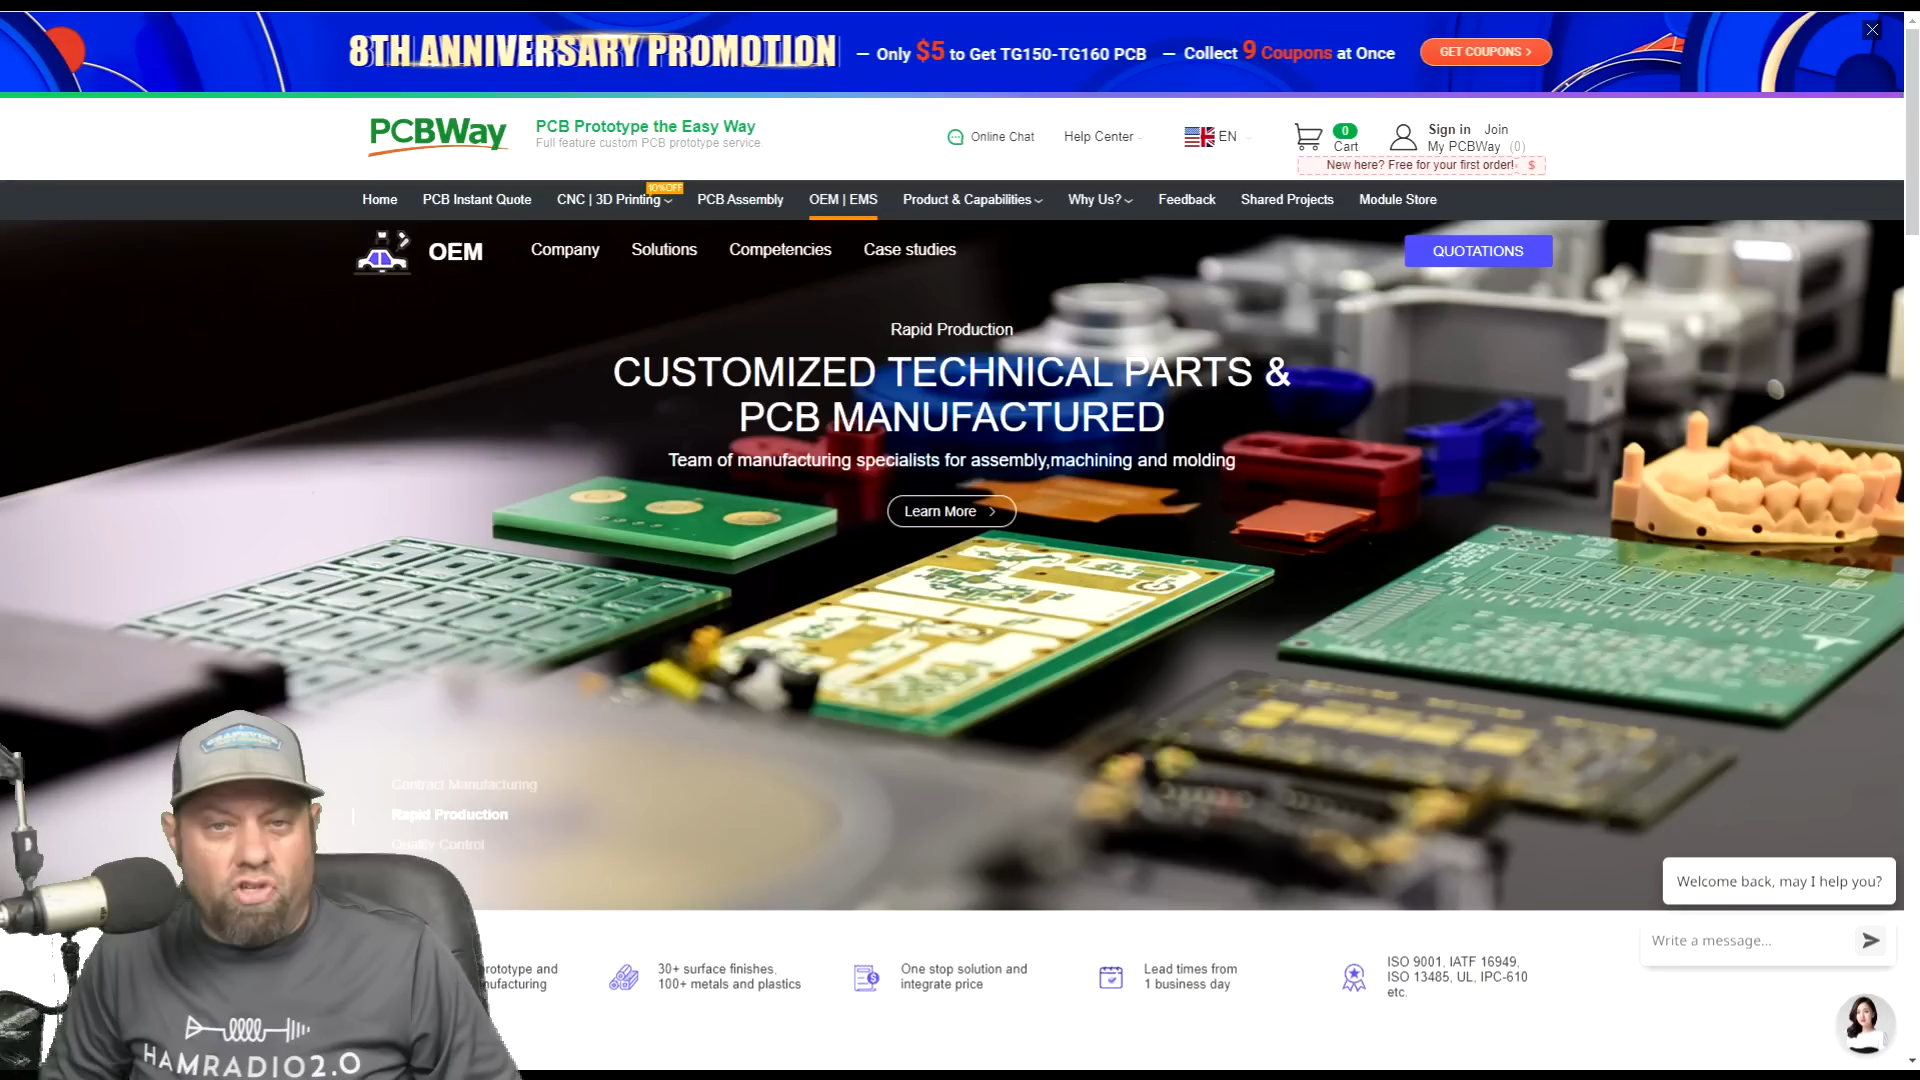 8TH ANNIVERSARY PROMOTION — Only $5 to Get TG150-TG160 PCB — Collect 9 Coupons at Once GET COUPONS >
PCBWay
PCB Prototype the Easy Way
Full feature custom PCB prototype service.
Online Chat
Help Center
EN
0
Cart
Sign in Join
My PCBWay (0)
New here? Free for your first order! $
Home PCB Instant Quote CNC | 3D Printing 10%OFF PCB Assembly OEM | EMS Product & Capabilities Why Us? Feedback Shared Projects Module Store
OEM Company Solutions Competencies Case studies QUOTATIONS
Rapid Production
CUSTOMIZED TECHNICAL PARTS &
PCB MANUFACTURED
Team of manufacturing specialists for assembly,machining and molding
Learn More >
Contract Manufacturing
Rapid Production
Quality Control
Welcome back, may I help you?
Write a message...
rototype and
nufacturing
30+ surface finishes,
100+ metals and plastics
One stop solution and
integrate price
Lead times from
1 business day
ISO 9001, IATF 16949,
ISO 13485, UL, IPC-610
etc.
HAMRADIO2.0